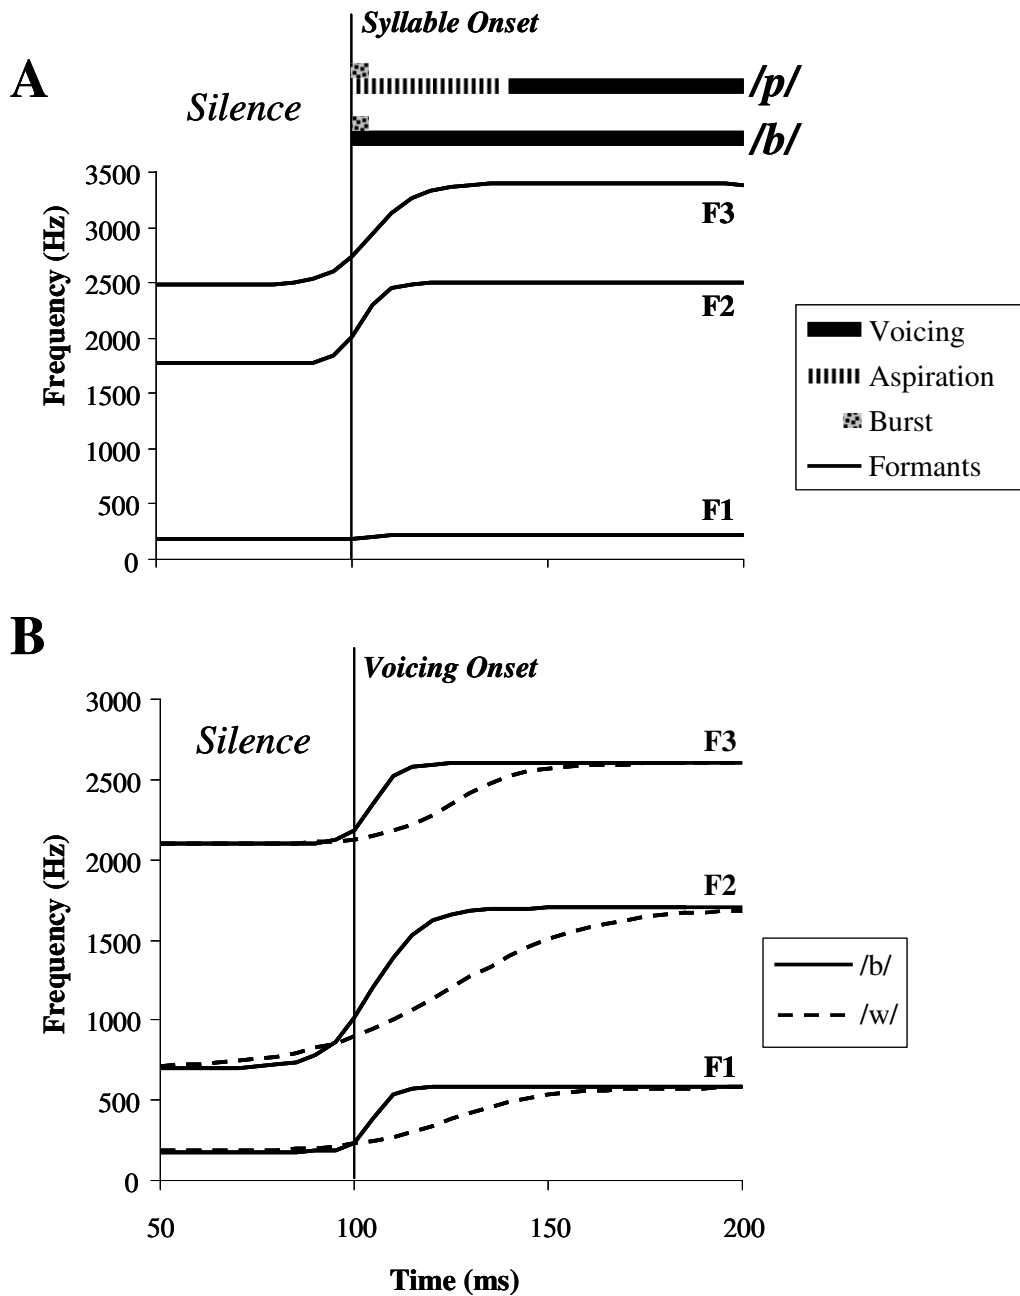 Syllable Onset
A
Silence
/p/
/b/
3500
3000
2500
2000
1500
1000
500
0
Frequency (Hz)
F3
F2
F1
Voicing
Aspiration
Burst
Formants
B
Voicing Onset
Silence
3000
2500
2000
1500
1000
500
0
Frequency (Hz)
F3
F2
F1
/b/
/w/
50 100 150 200
Time (ms)